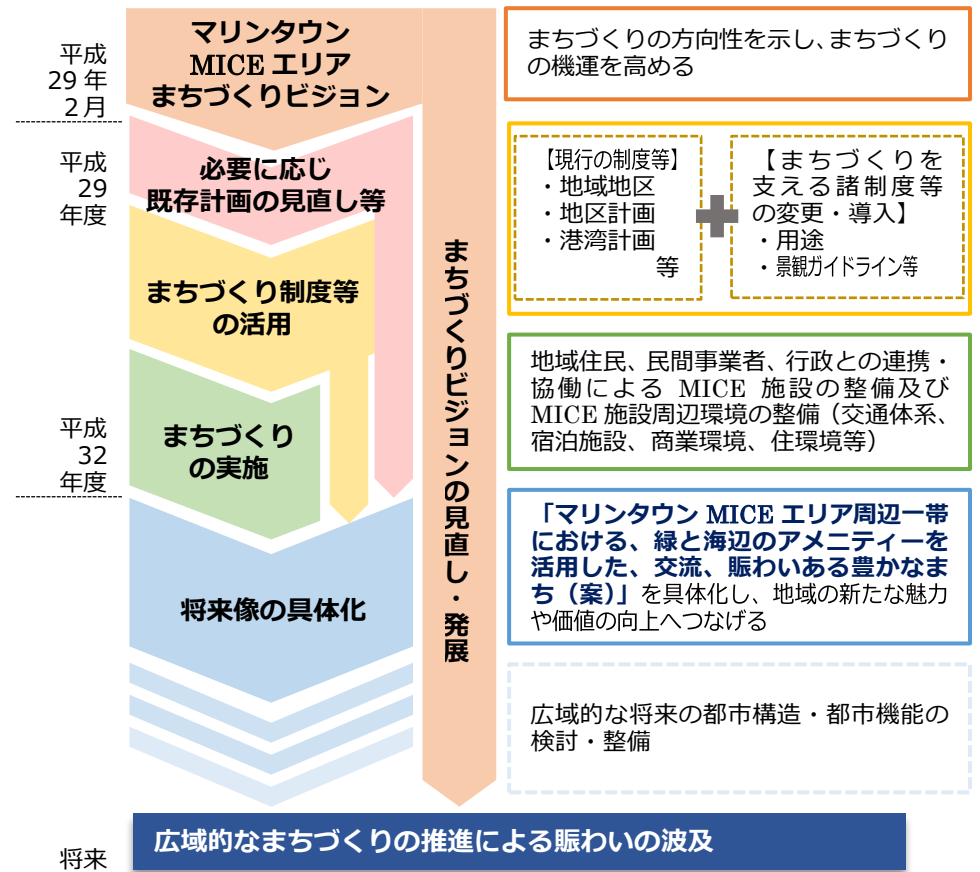 平成
29 年
2 月
マリンタウン
MICE エリア
まちづくりビジョン
まちづくりの方向性を示し、まちづくり
の機運を高める
平成
29
年度
必要に応じ
既存計画の見直し等
【現行の制度等】
・地域地区
・地区計画
・港湾計画
等
【まちづくりを
支える諸制度等
の変更・導入】
・用途
・景観ガイドライン等
まちづくり制度等
の活用
まちづくりビジョンの見直し・発展
平成
32
年度
まちづくり
の実施
地域住民、民間事業者、行政との連携・
協働による MICE 施設の整備及び
MICE 施設周辺環境の整備（交通体系、
宿泊施設、商業環境、住環境等）
将来像の具体化
「マリンタウン MICE エリア周辺一帯
における、緑と海辺のアメニティーを
活用した、交流、賑わいある豊かなま
ち（案）」を具体化し、地域の新たな魅力
や価値の向上へつなげる
広域的な将来の都市構造・都市機能の
検討・整備
将来
広域的なまちづくりの推進による賑わいの波及